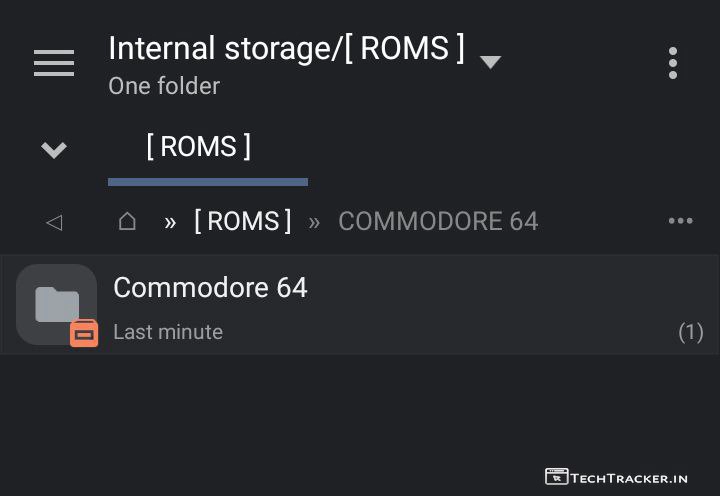 Internal storage/[ ROMS ]
One folder
[ ROMS ]
» [ ROMS ] » COMMODORE 64
Commodore 64
Last minute (1)
TECHTRACKER.IN